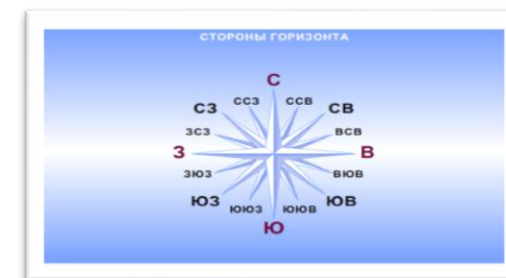 СТОРОНЫ ГОРИЗОНТА
С
СЗ ССЗ ССВ СВ
ЗСЗ ВСВ
З В
ЗЮЗ ВЮВ
ЮЗ ЮЮЗ ЮЮВ ЮВ
Ю